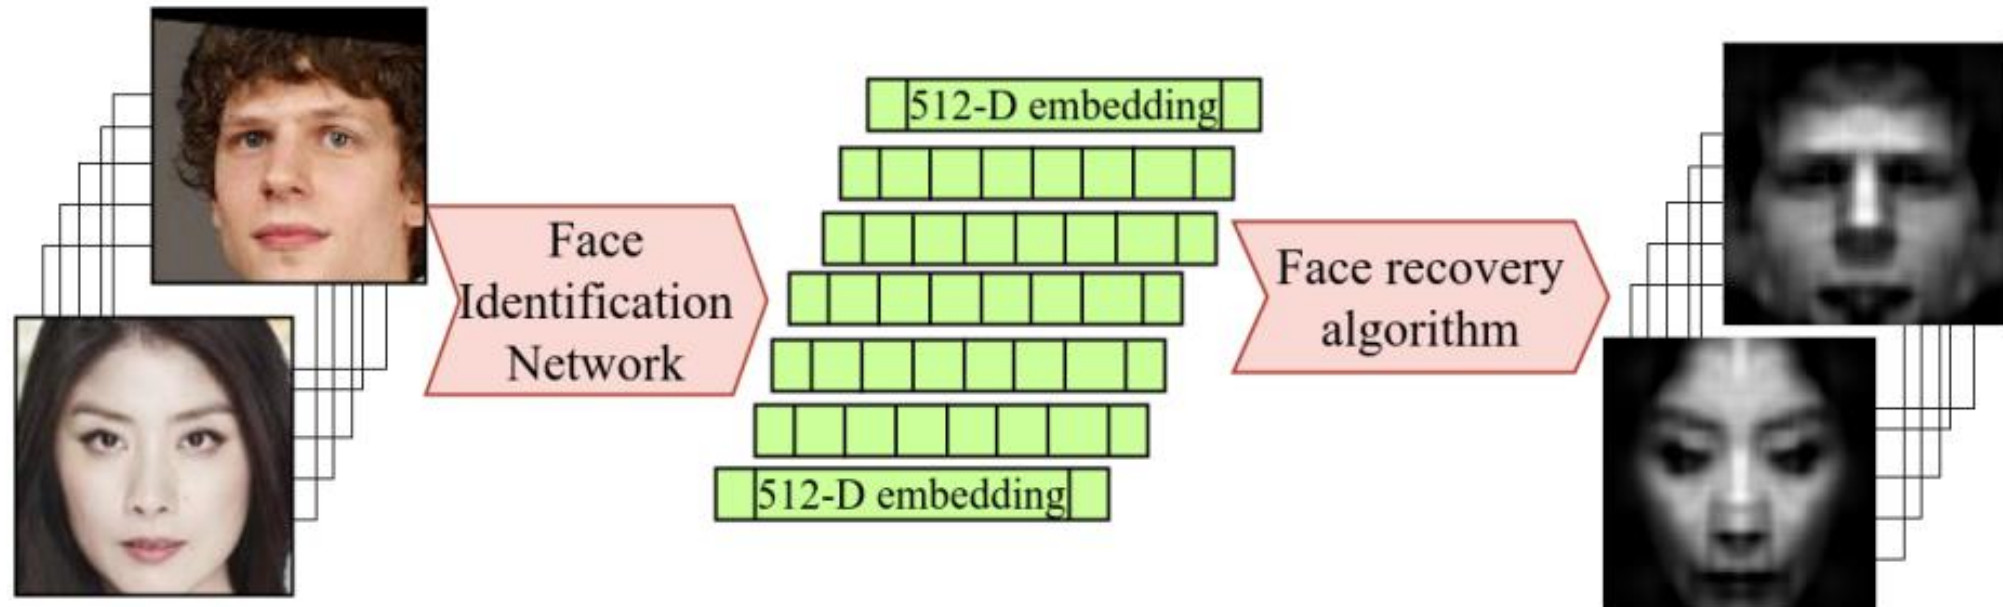 512-D embedding
Face
Identification
Network
Face recovery
algorithm
512-D embedding